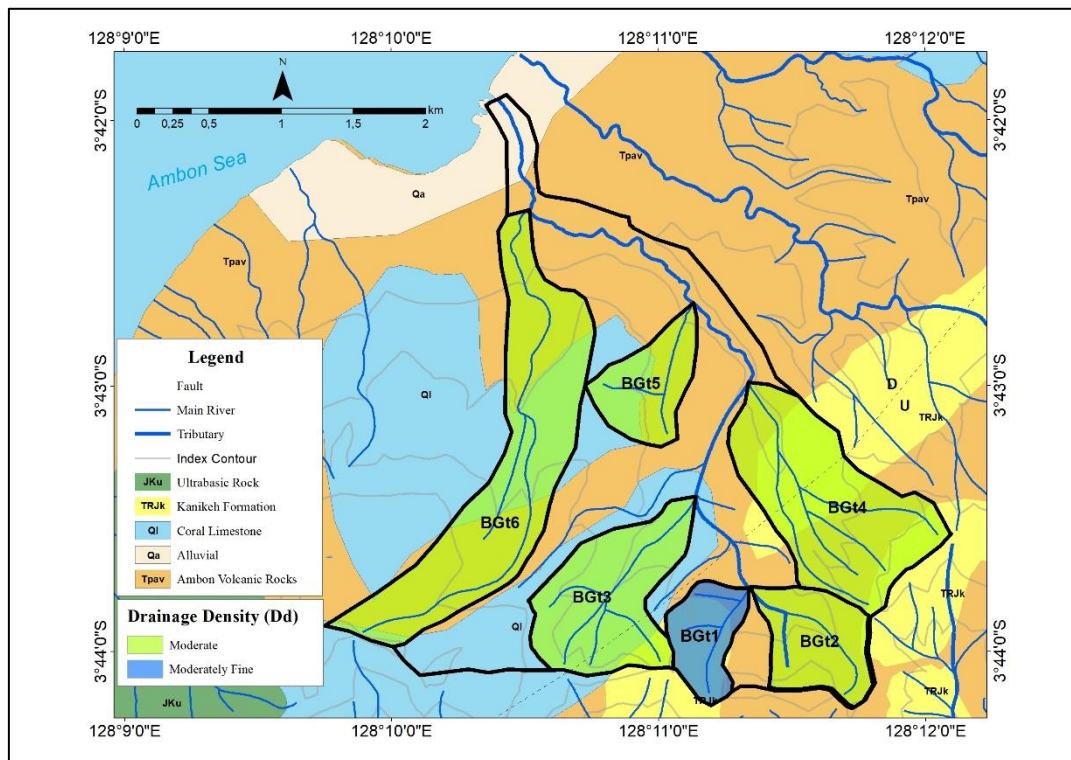 128°9'0"E 128°10'0"E 128°11'0"E 128°12'0"E
N
km
0 0,25 0,5 1 1,5 2
3°42'0"S 3°42'0"S
Ambon Sea
Tpav
Qa
Tpav
Tpav
3°43'0"S 3°43'0"S
BGt5
D
U
TRJk
Ql
Legend
Fault
Main River
Tributary
Index Contour
JKu Ultrabasic Rock
TRJk Kanikeh Formation
Ql Coral Limestone
Qa Alluvial
Tpav Ambon Volcanic Rocks
Drainage Density (Dd)
Moderate
Moderately Fine
BGt6
BGt4
BGt3
TRJk
Ql
BGt1
BGt2
3°44'0"S 3°44'0"S
TRJk
JKu
TRJk
128°9'0"E 128°10'0"E 128°11'0"E 128°12'0"E